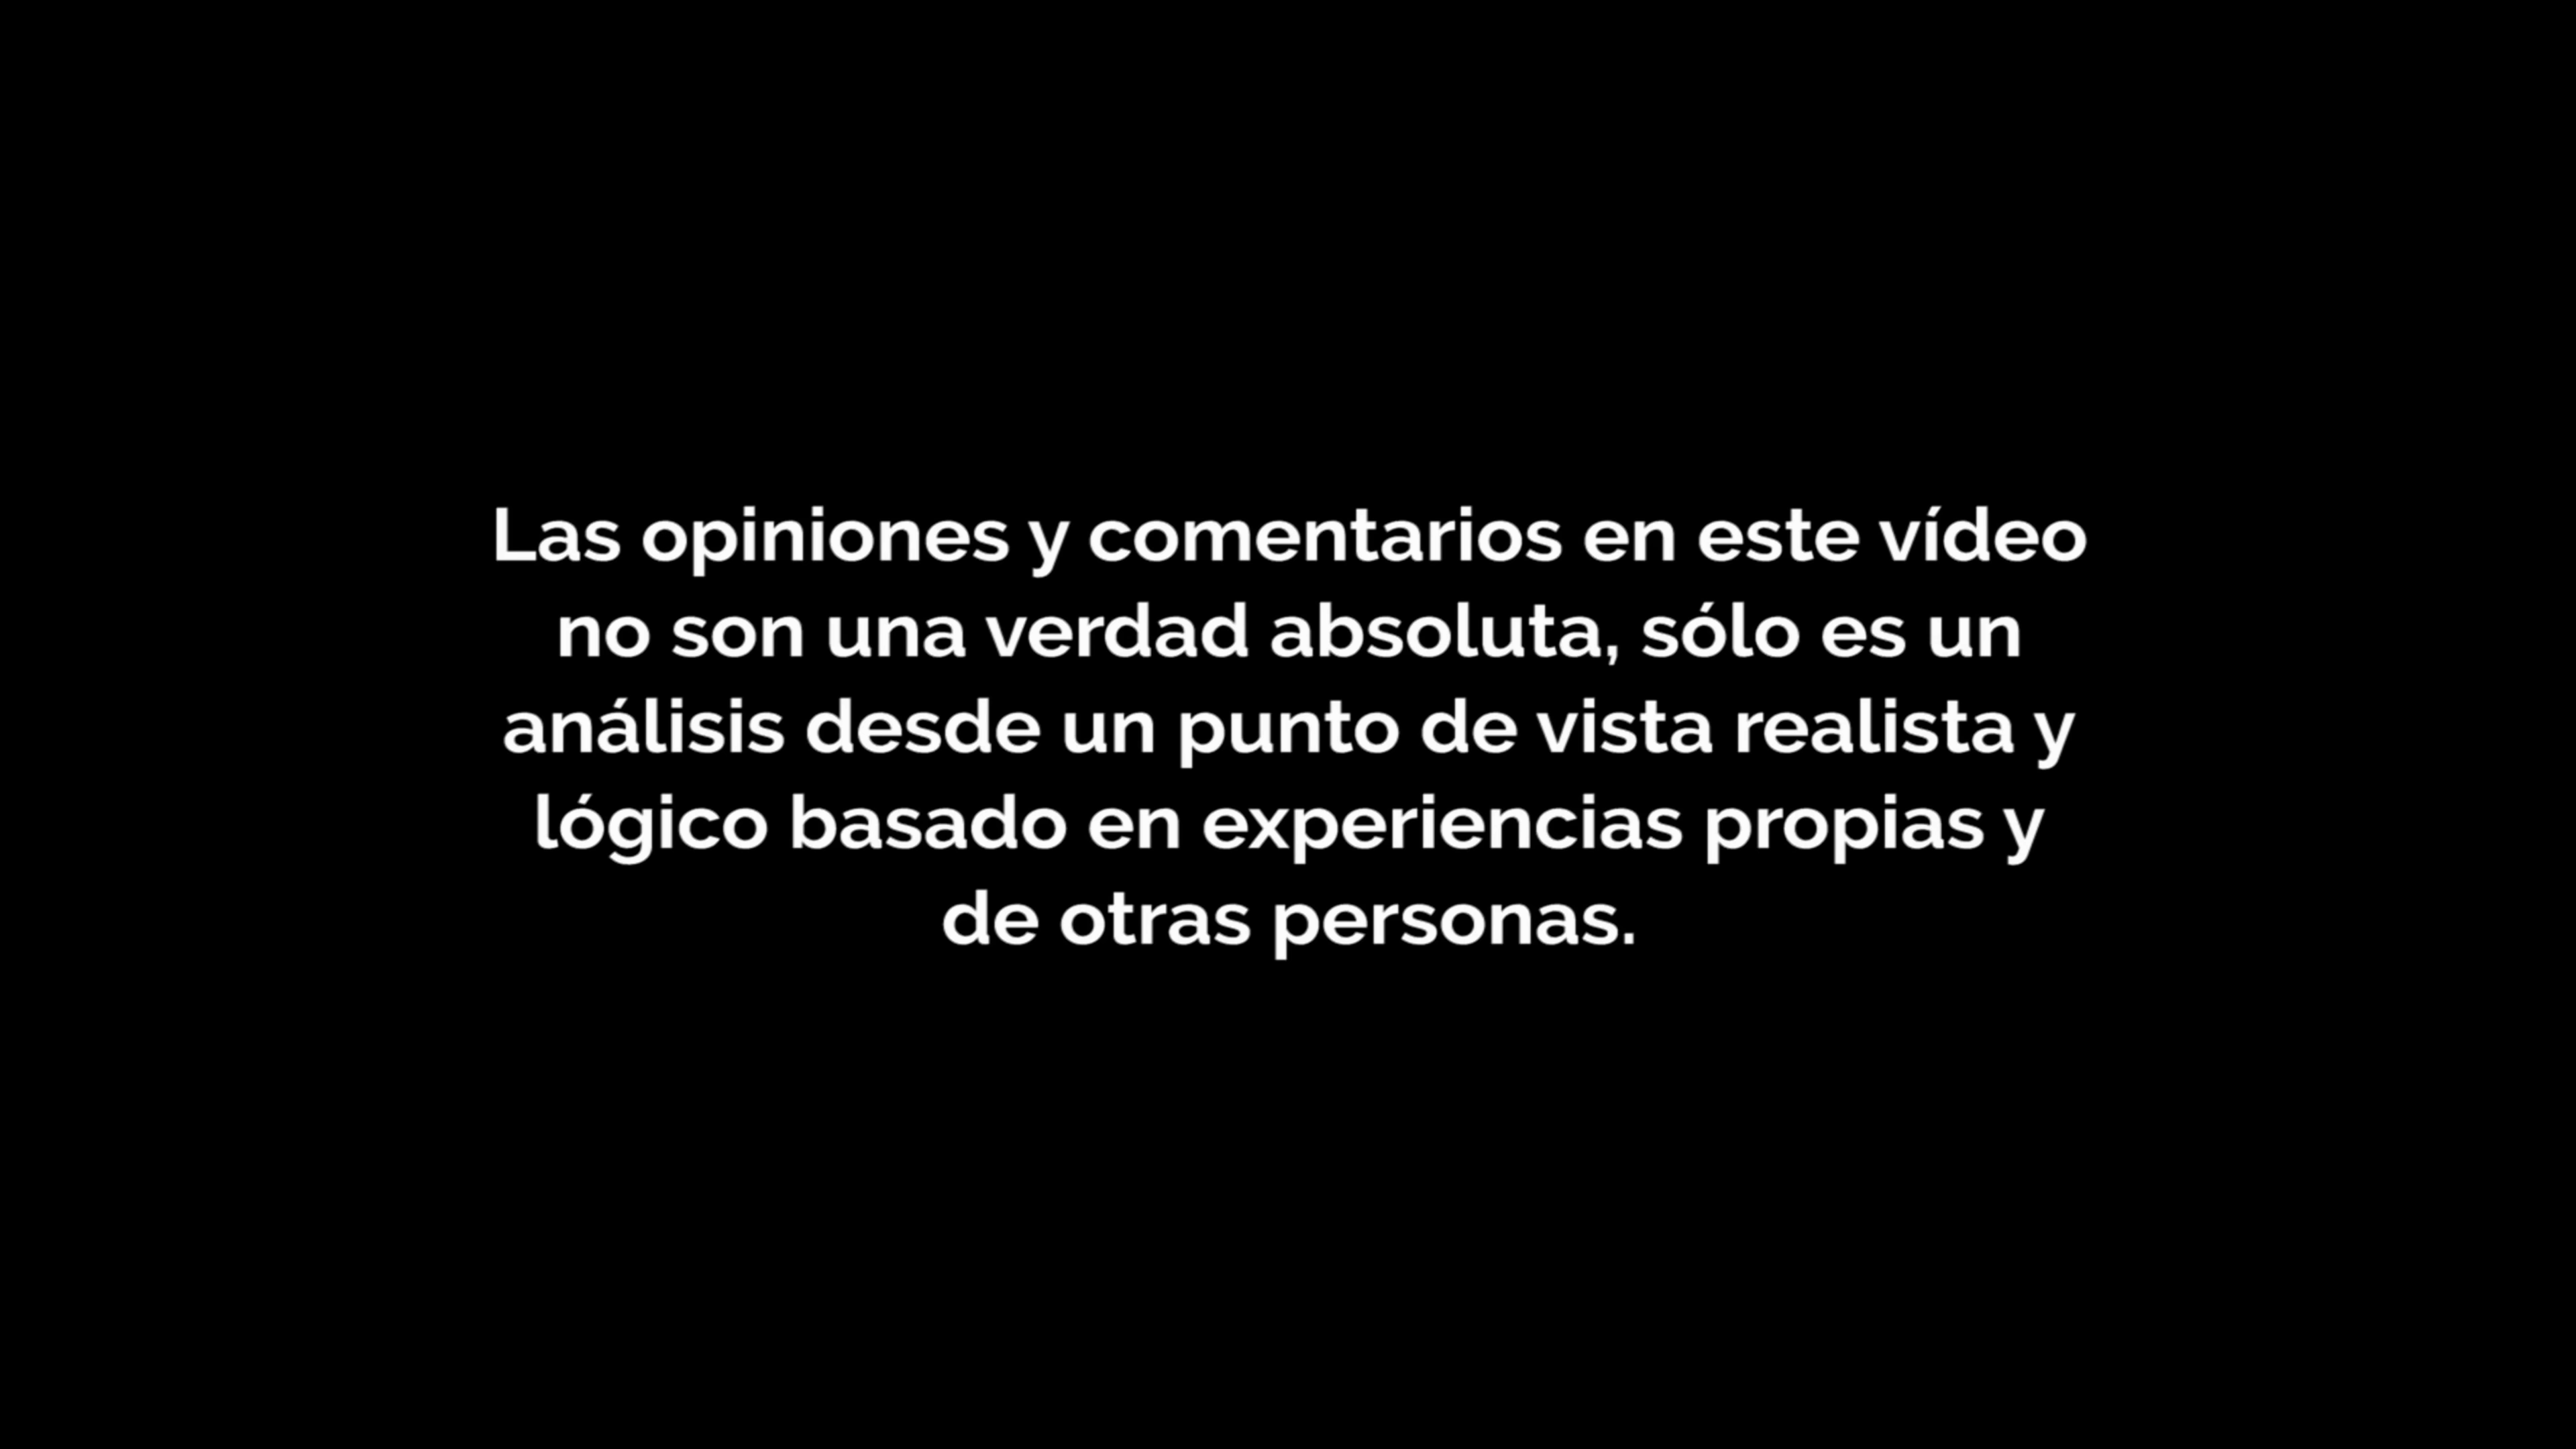 Las opiniones y comentarios en este vídeo
no son una verdad absoluta, sólo es un
análisis desde un punto de vista realista y
lógico basado en experiencias propias y
de otras personas.